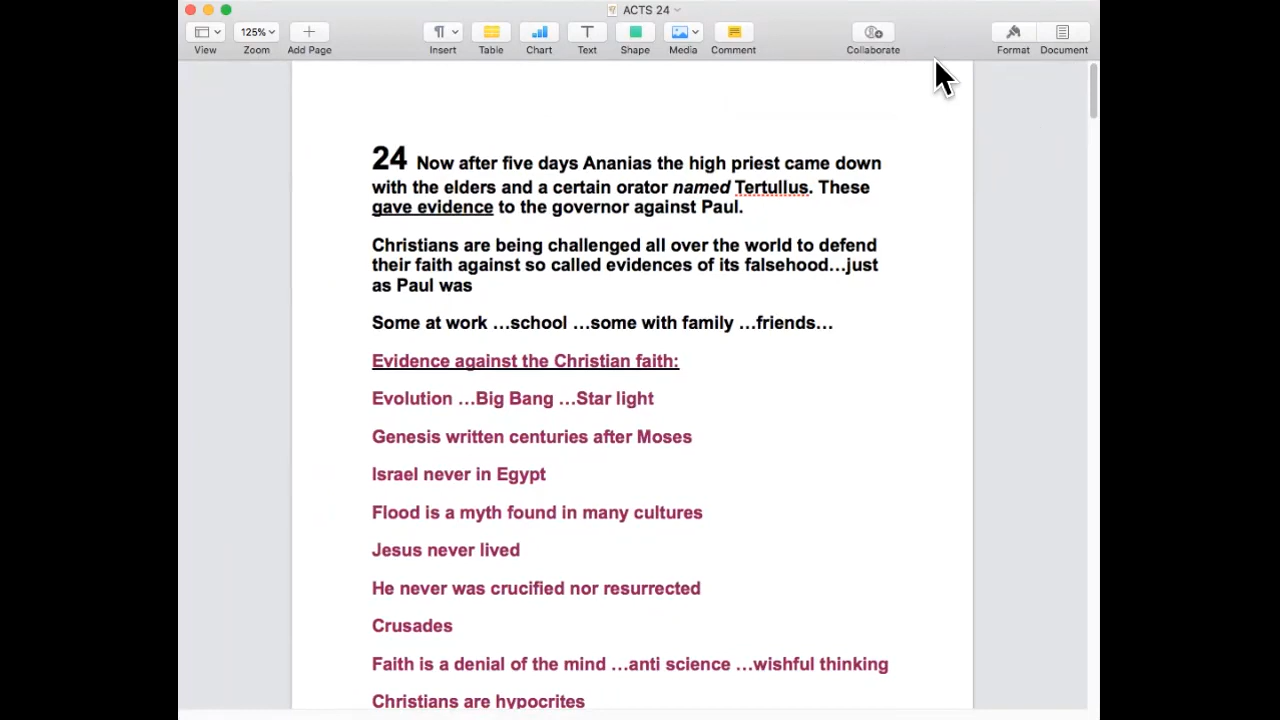 ACTS 24
125%
View
Zoom
Add Page
Insert
Table
Chart
Text
Shape
Media
Comment
Collaborate
Format
Document
24 Now after five days Ananias the high priest came down
with the elders and a certain orator named Tertullus. These
gave evidence to the governor against Paul.
Christians are being challenged all over the world to defend
their faith against so called evidences of its falsehood…just
as Paul was
Some at work …school …some with family …friends…
Evidence against the Christian faith:
Evolution …Big Bang …Star light
Genesis written centuries after Moses
Israel never in Egypt
Flood is a myth found in many cultures
Jesus never lived
He never was crucified nor resurrected
Crusades
Faith is a denial of the mind …anti science …wishful thinking
Christians are hypocrites